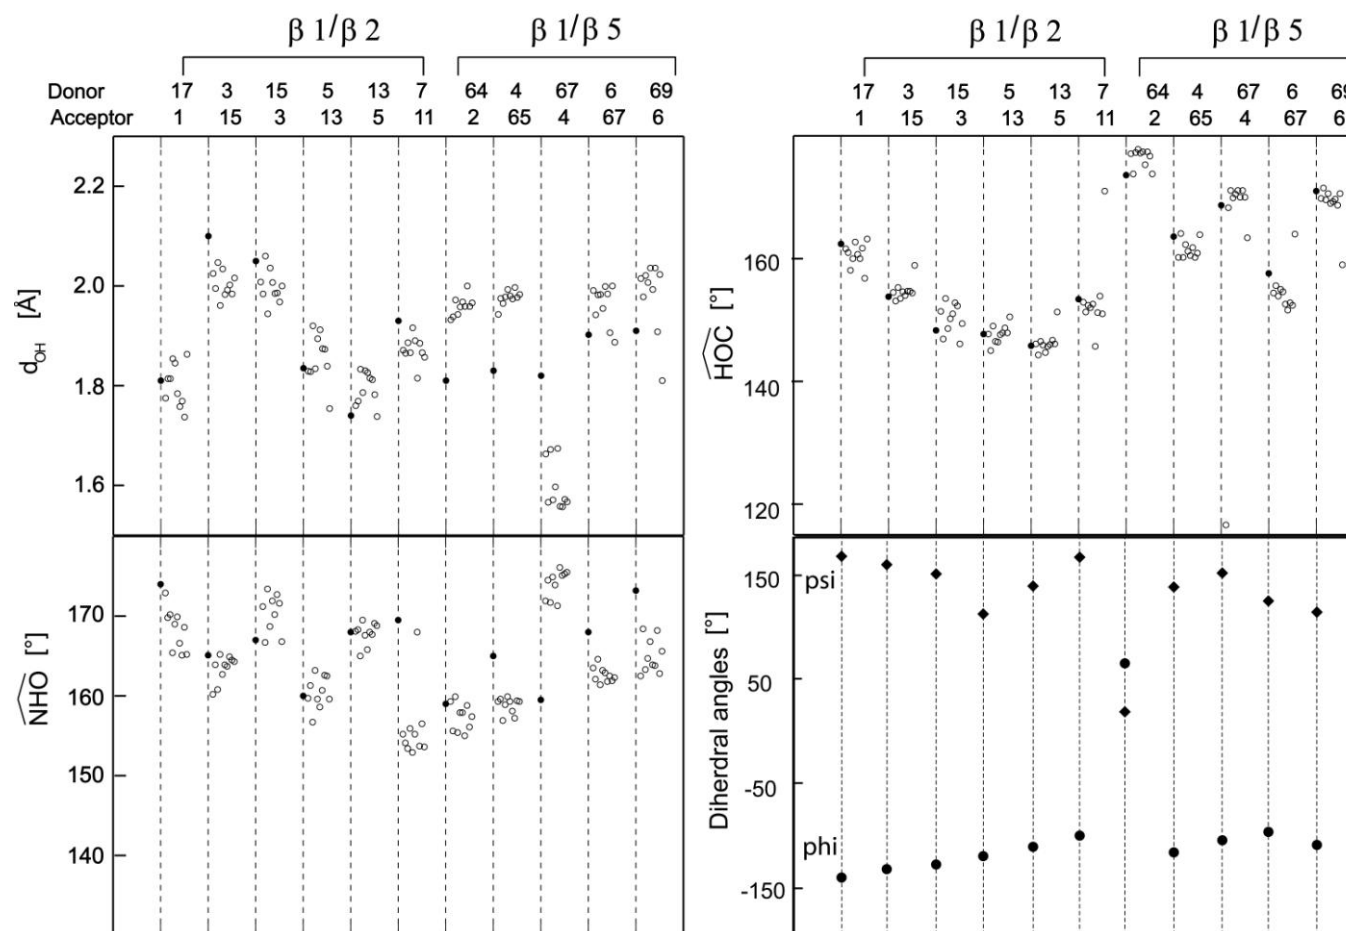 β 1/β 2 β 1/β 5
Donor 17 3 15 5 13 7 64 4 67 6 69
Acceptor 1 15 3 13 5 11 2 65 4 67 6
2.2
2.0
1.8
1.6
dOH [Å]
170
160
150
140
NHO [°]
β 1/β 2 β 1/β 5
17 3 15 5 13 7 64 4 67 6 69
1 15 3 13 5 11 2 65 4 67 6
160
140
120
HOC [°]
psi
phi
150
50
-50
-150
Diherdral angles [°]